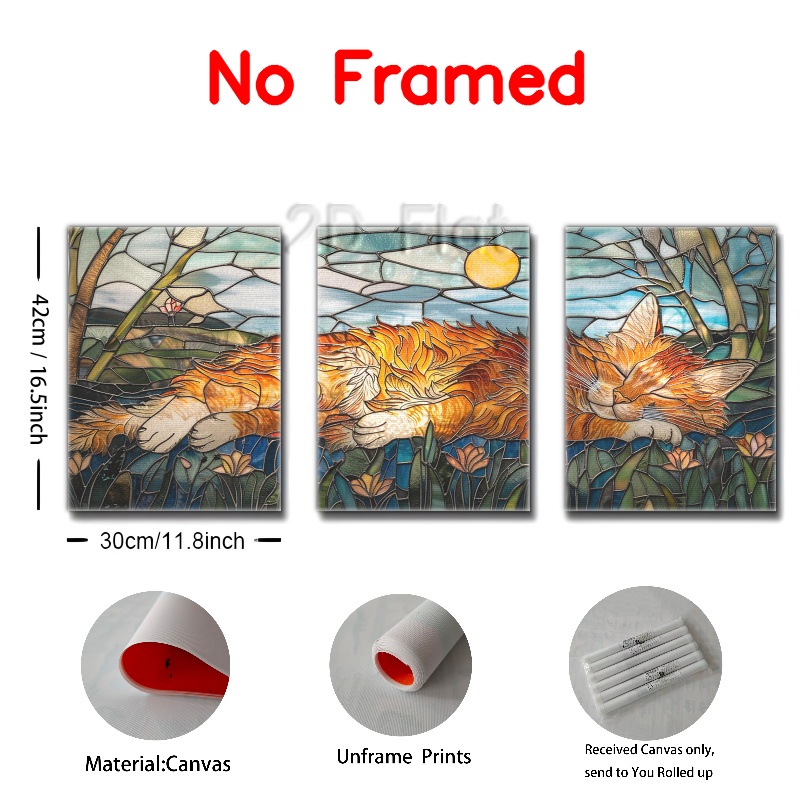 No Framed
2D Flat
42cm / 16.5inch
30cm/11.8inch
Material:Canvas
Unframe Prints
Received Canvas only,
send to You Rolled up